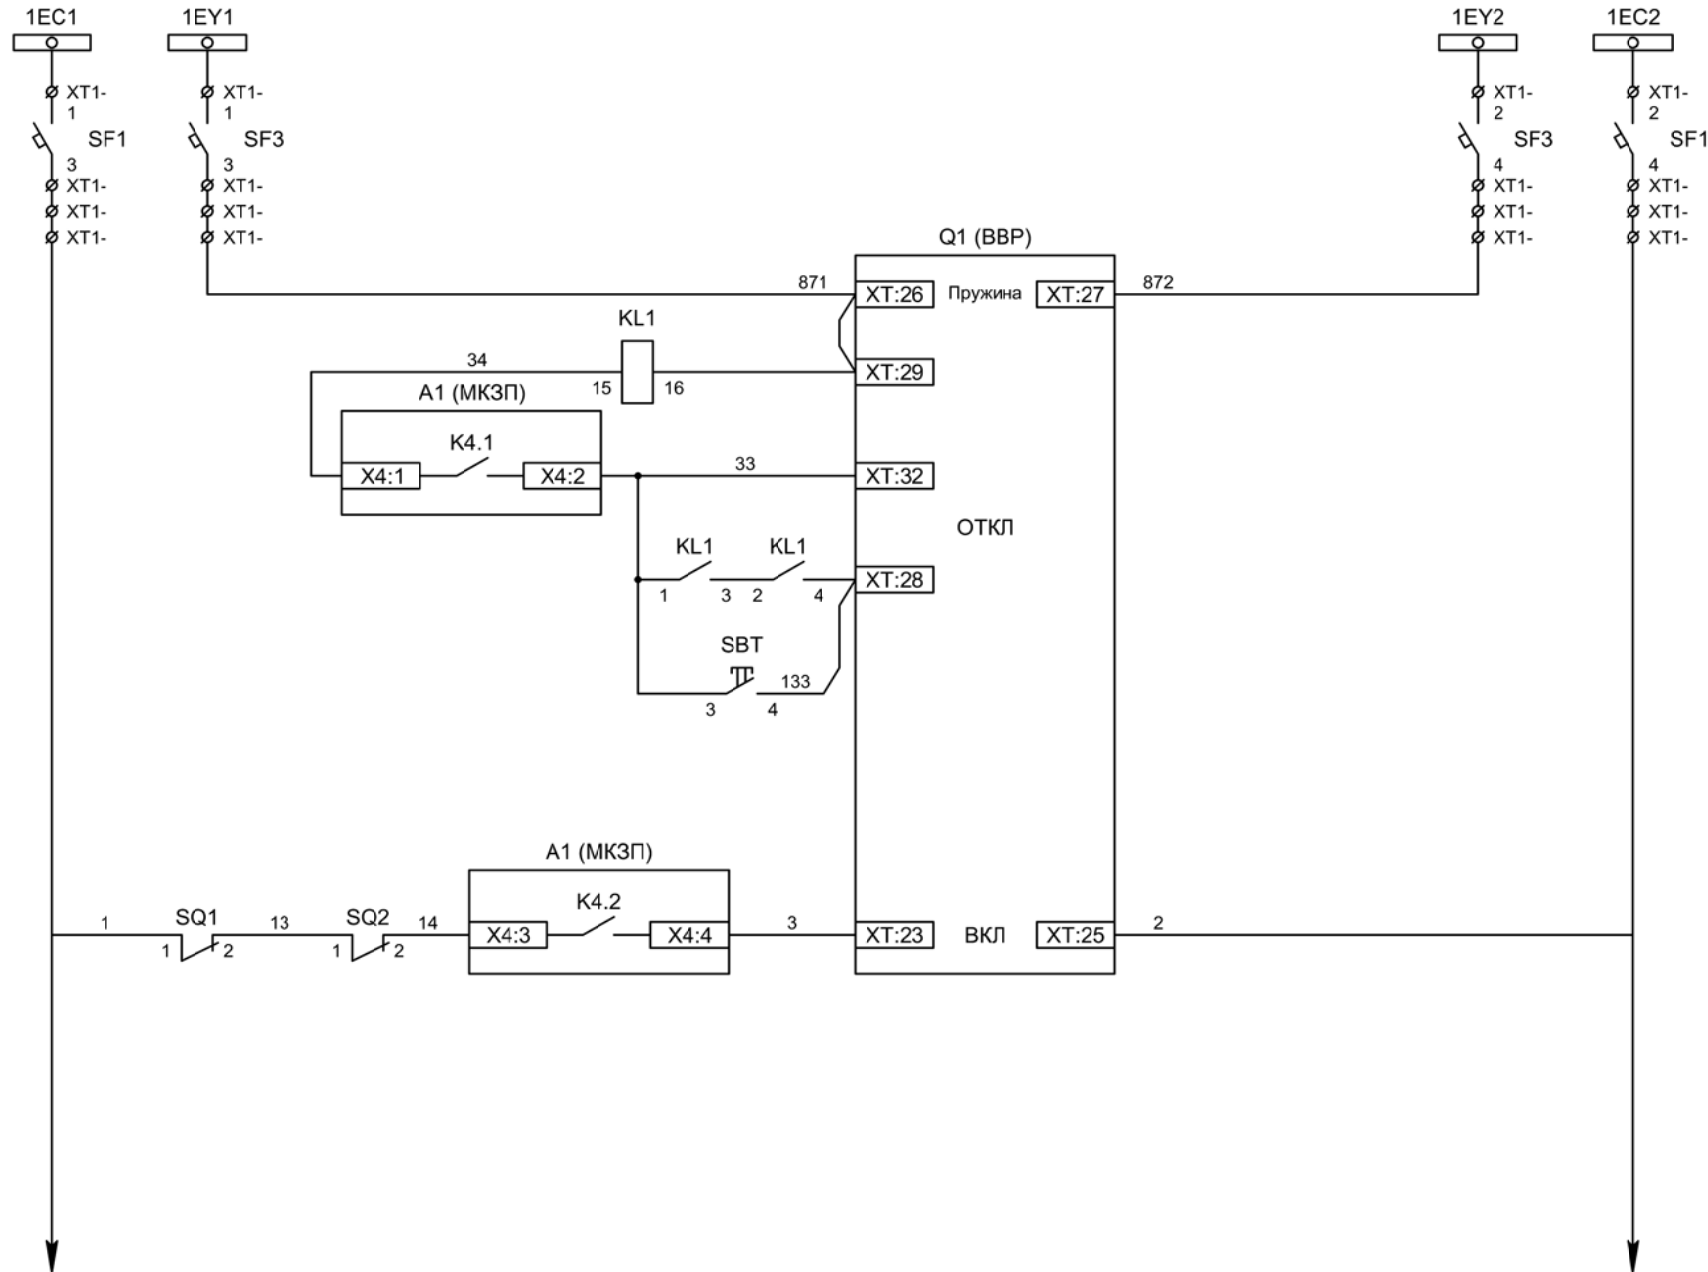 1EC1
1EY1
1EY2
1EC2
XT1-
1
SF1
3
XT1-
XT1-
XT1-
XT1-
1
SF3
3
XT1-
XT1-
XT1-
XT1-
2
SF3
4
XT1-
XT1-
XT1-
XT1-
2
SF1
4
XT1-
XT1-
XT1-
Q1 (ВВР)
871
XT:26
Пружина
XT:27
872
KL1
34
15
16
XT:29
A1 (МКЗП)
K4.1
X4:1
X4:2
33
XT:32
ОТКЛ
KL1
KL1
1
3
2
4
XT:28
SBT
133
3
4
A1 (МКЗП)
1
SQ1
1
2
13
SQ2
1
2
14
X4:3
K4.2
X4:4
3
XT:23
ВКЛ
XT:25
2